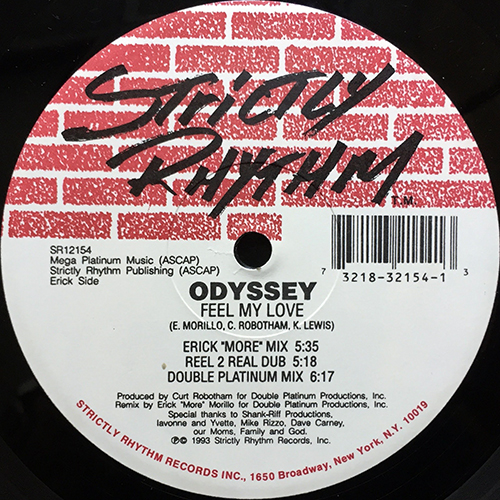 STRICTLY
RHYTHM
T.M.
SR12154
Mega Platinum Music (ASCAP)
Strictly Rhythm Publishing (ASCAP)
Erick Side
7 73218-32154-1 3
ODYSSEY
FEEL MY LOVE
(E. MORILLO, C. ROBOTHAM, K. LEWIS)
ERICK "MORE" MIX 5:35
REEL 2 REAL DUB 5:18
DOUBLE PLATINUM MIX 6:17
Produced by Curt Robotham for Double Platinum Productions, Inc.
Remix by Erick "More" Morillo for Double Platinum Productions, Inc.
Special thanks to Shank-Riff Productions,
Iavonne and Yvette, Mike Rizzo, Dave Carney,
our Moms, Family and God.
℗© 1993 Strictly Rhythm Records, Inc.
STRICTLY RHYTHM RECORDS INC., 1650 Broadway, New York, N.Y. 10019